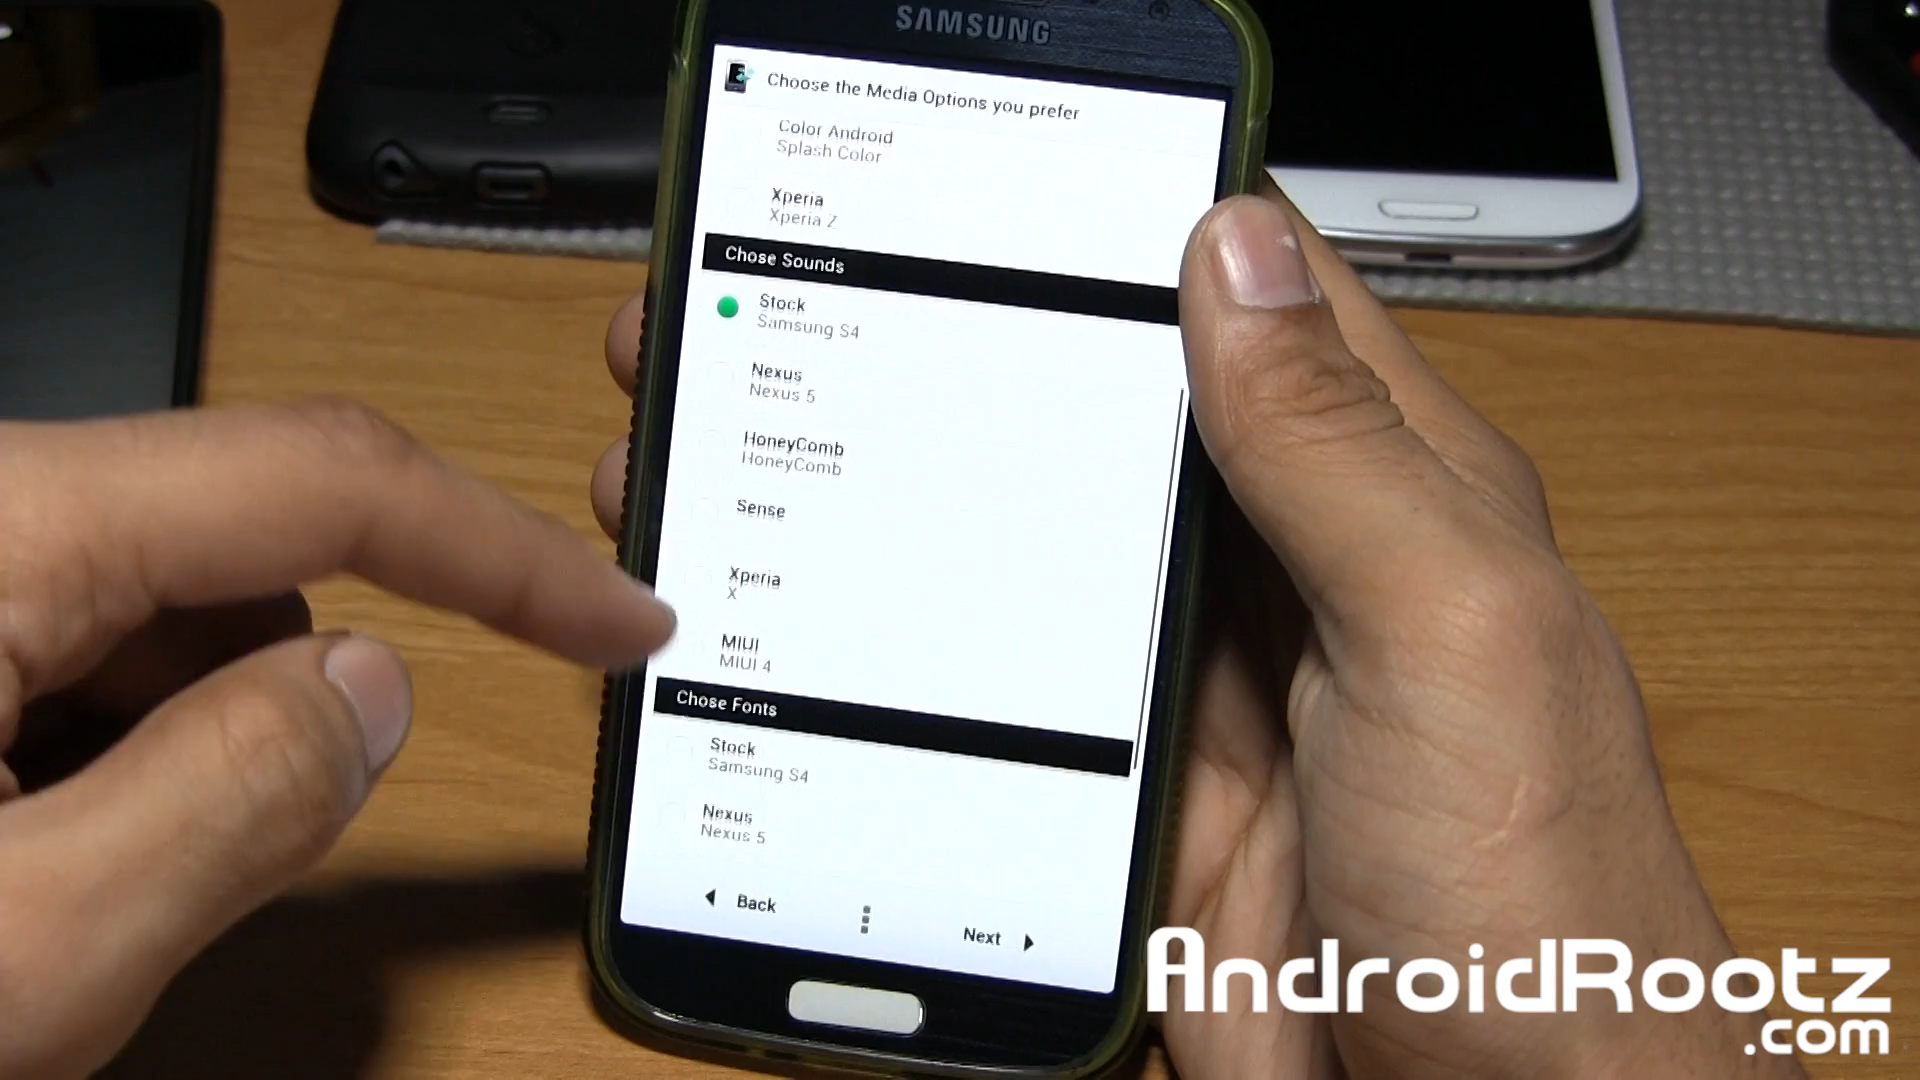 SAMSUNG
Choose the Media Options you prefer
Color Android
Splash Color
Xperia
Xperia Z
Chose Sounds
Stock
Samsung S4
Nexus
Nexus 5
HoneyComb
HoneyComb
Sense
Xperia
X
MIUI
MIUI 4
Chose Fonts
Stock
Samsung S4
Nexus
Nexus 5
Back
Next
AndroidRootz
.com